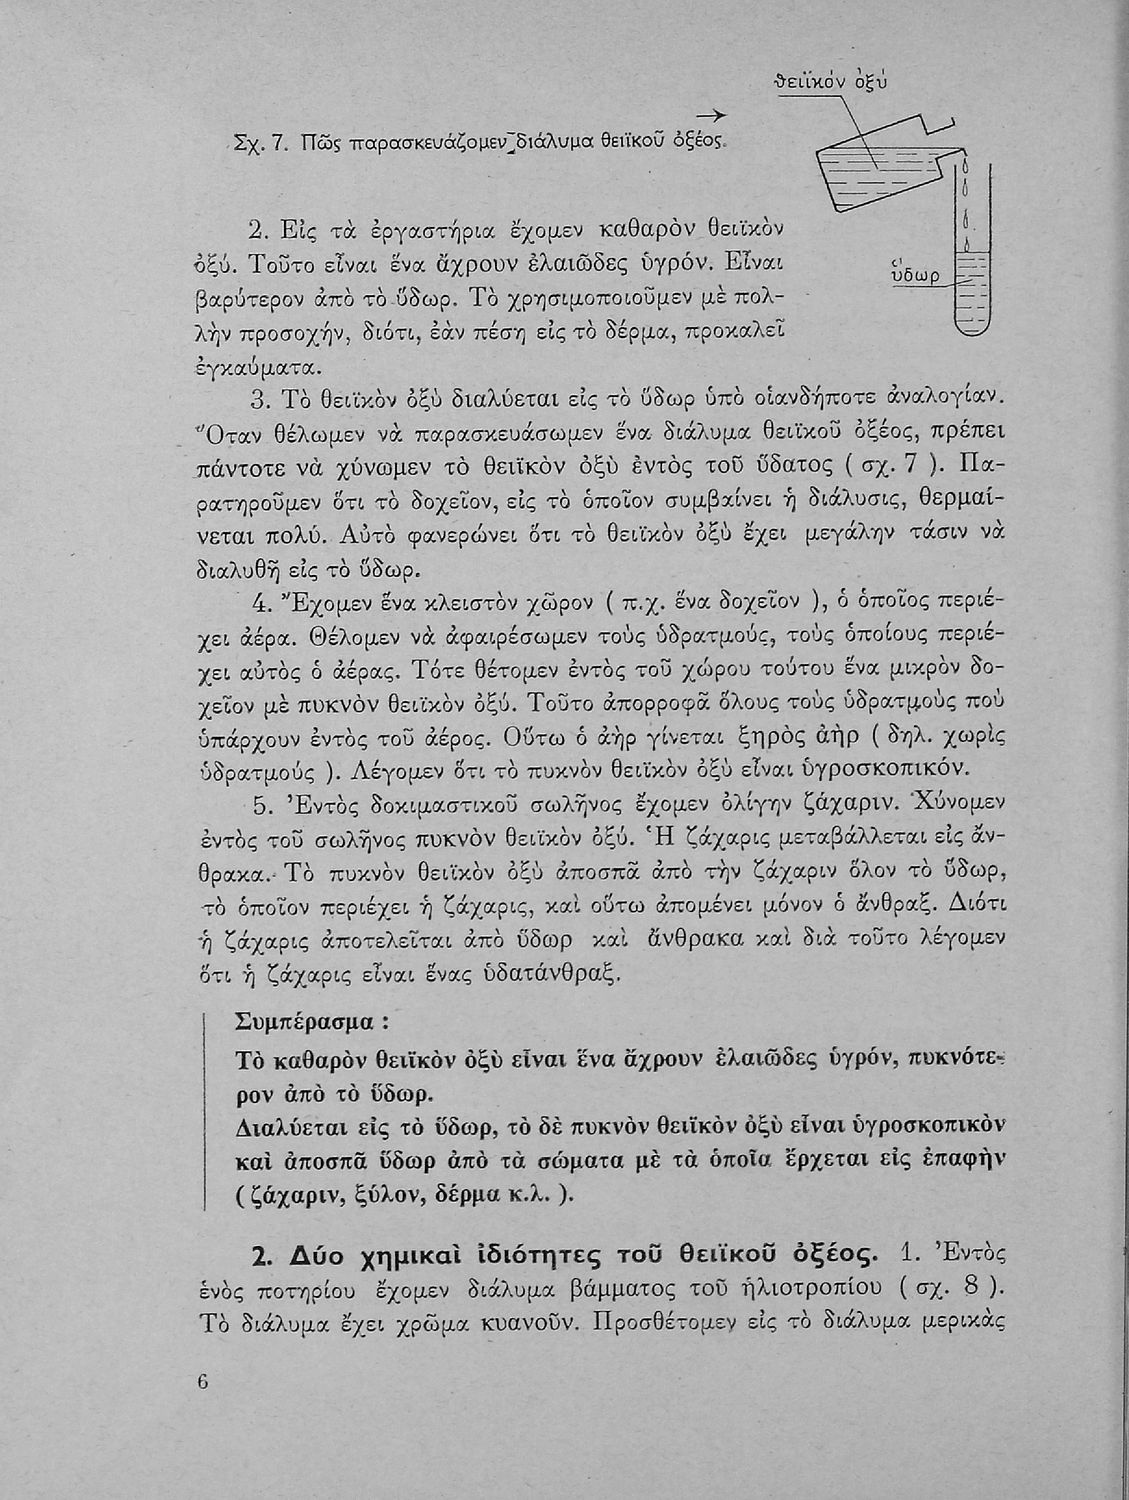 θειϊκόν ὀξύ
Σχ. 7. Πῶς παρασκευάζομεν διάλυμα θειϊκοῦ ὀξέος.
ὕδωρ
2. Εἰς τὰ ἐργαστήρια ἔχομεν καθαρὸν θειϊκὸν
ὀξύ. Τοῦτο εἶναι ἕνα ἄχρουν ἐλαιῶδες ὑγρόν. Εἶναι
βαρύτερον ἀπὸ τὸ ὕδωρ. Τὸ χρησιμοποιοῦμεν μὲ πολ-
λὴν προσοχήν, διότι, ἐὰν πέση εἰς τὸ δέρμα, προκαλεῖ
ἐγκαύματα.
3. Τὸ θειϊκὸν ὀξὺ διαλύεται εἰς τὸ ὕδωρ ὑπὸ οἱανδήποτε ἀναλογίαν.
Ὅταν θέλωμεν νὰ παρασκευάσωμεν ἕνα διάλυμα θειϊκοῦ ὀξέος, πρέπει
πάντοτε νὰ χύνωμεν τὸ θειϊκὸν ὀξὺ ἐντὸς τοῦ ὕδατος ( σχ. 7 ). Πα-
ρατηροῦμεν ὅτι τὸ δοχεῖον, εἰς τὸ ὁποῖον συμβαίνει ἡ διάλυσις, θερμαί-
νεται πολύ. Αὐτὸ φανερώνει ὅτι τὸ θειϊκὸν ὀξὺ ἔχει μεγάλην τάσιν νὰ
διαλυθῆ εἰς τὸ ὕδωρ.
4. Ἔχομεν ἕνα κλειστὸν χῶρον ( π.χ. ἕνα δοχεῖον ), ὁ ὁποῖος περιέ-
χει ἀέρα. Θέλομεν νὰ ἀφαιρέσωμεν τοὺς ὑδρατμούς, τοὺς ὁποίους περιέ-
χει αὐτὸς ὁ ἀέρας. Τότε θέτομεν ἐντὸς τοῦ χώρου τούτου ἕνα μικρὸν δο-
χεῖον μὲ πυκνὸν θειϊκὸν ὀξύ. Τοῦτο ἀπορροφᾶ ὅλους τοὺς ὑδρατμοὺς ποὺ
ὑπάρχουν ἐντὸς τοῦ ἀέρος. Οὕτω ὁ ἀὴρ γίνεται ξηρὸς ἀὴρ ( δηλ. χωρὶς
ὑδρατμούς ). Λέγομεν ὅτι τὸ πυκνὸν θειϊκὸν ὀξὺ εἶναι ὑγροσκοπικόν.
5. Ἐντὸς δοκιμαστικοῦ σωλῆνος ἔχομεν ὀλίγην ζάχαριν. Χύνομεν
ἐντὸς τοῦ σωλῆνος πυκνὸν θειϊκὸν ὀξύ. Ἡ ζάχαρις μεταβάλλεται εἰς ἄν-
θρακα. Τὸ πυκνὸν θειϊκὸν ὀξὺ ἀποσπᾶ ἀπὸ τὴν ζάχαριν ὅλον τὸ ὕδωρ,
τὸ ὁποῖον περιέχει ἡ ζάχαρις, καὶ οὕτω ἀπομένει μόνον ὁ ἄνθραξ. Διότι
ἡ ζάχαρις ἀποτελεῖται ἀπὸ ὕδωρ καὶ ἄνθρακα καὶ διὰ τοῦτο λέγομεν
ὅτι ἡ ζάχαρις εἶναι ἕνας ὑδατάνθραξ.
Συμπέρασμα :
Τὸ καθαρὸν θειϊκὸν ὀξὺ εἶναι ἕνα ἄχρουν ἐλαιῶδες ὑγρόν, πυκνότε-
ρον ἀπὸ τὸ ὕδωρ.
Διαλύεται εἰς τὸ ὕδωρ, τὸ δὲ πυκνὸν θειϊκὸν ὀξὺ εἶναι ὑγροσκοπικὸν
καὶ ἀποσπᾶ ὕδωρ ἀπὸ τὰ σώματα μὲ τὰ ὁποῖα ἔρχεται εἰς ἐπαφὴν
( ζάχαριν, ξύλον, δέρμα κ.λ. ).
2. Δύο χημικαὶ ἰδιότητες τοῦ θειϊκοῦ ὀξέος. 1. Ἐντὸς
ἑνὸς ποτηρίου ἔχομεν διάλυμα βάμματος τοῦ ἡλιοτροπίου ( σχ. 8 ).
Τὸ διάλυμα ἔχει χρῶμα κυανοῦν. Προσθέτομεν εἰς τὸ διάλυμα μερικὰς
6